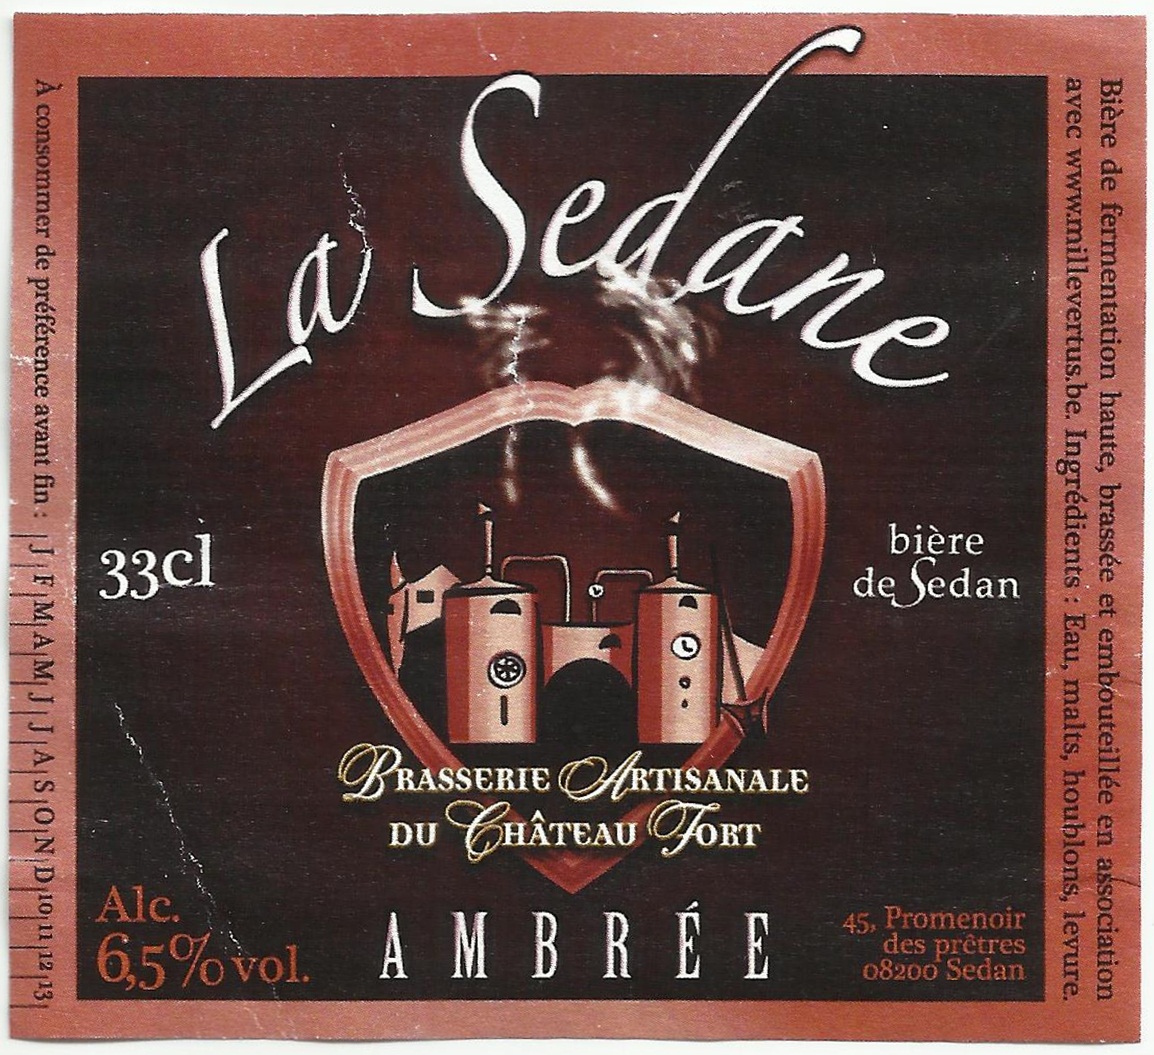 La Sedane
33cl
bière
de Sedan
Brasserie Artisanale
du Château Fort
AMBRÉE
Alc.
6,5% vol.
45, Promenoir
des prêtres
08200 Sedan
À consommer de préférence avant fin : J F M A M J J A S O N D 10 11 12 13
Bière de fermentation haute, brassée et embouteillée en association
avec www.millevertus.be. Ingrédients : Eau, malts, houblons, levure.